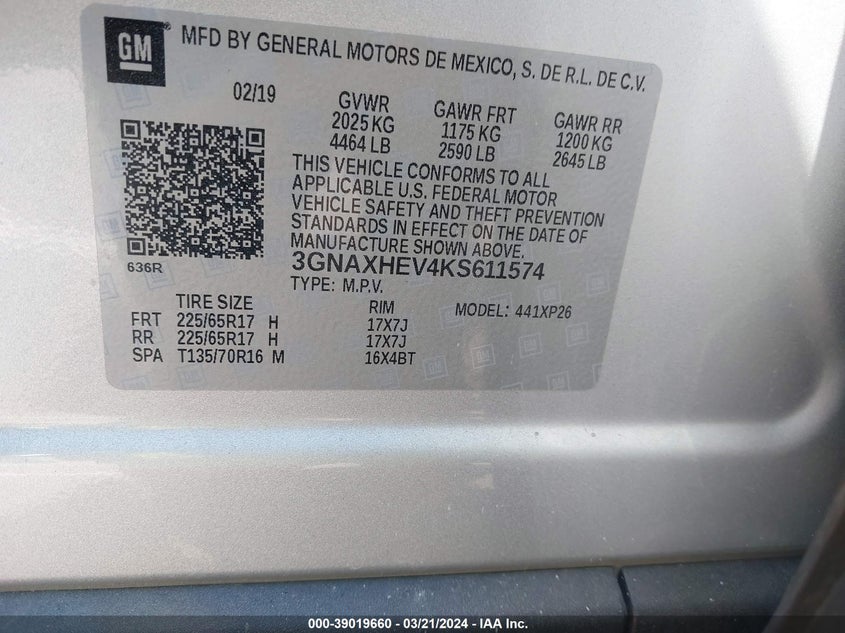 GM
MFD BY GENERAL MOTORS DE MEXICO, S. DE R.L. DE C.V.
02/19
GVWR GAWR FRT GAWR RR
2025 KG 1175 KG 1200 KG
4464 LB 2590 LB 2645 LB
THIS VEHICLE CONFORMS TO ALL
APPLICABLE U.S. FEDERAL MOTOR
VEHICLE SAFETY AND THEFT PREVENTION
STANDARDS IN EFFECT ON THE DATE OF
MANUFACTURE SHOWN ABOVE.
636R
3GNAXHEV4KS611574
TYPE: M.P.V.
TIRE SIZE RIM MODEL: 441XP26
FRT 225/65R17 H 17X7J
RR 225/65R17 H 17X7J
SPA T135/70R16 M 16X4BT
000-39019660 - 03/21/2024 - IAA Inc.